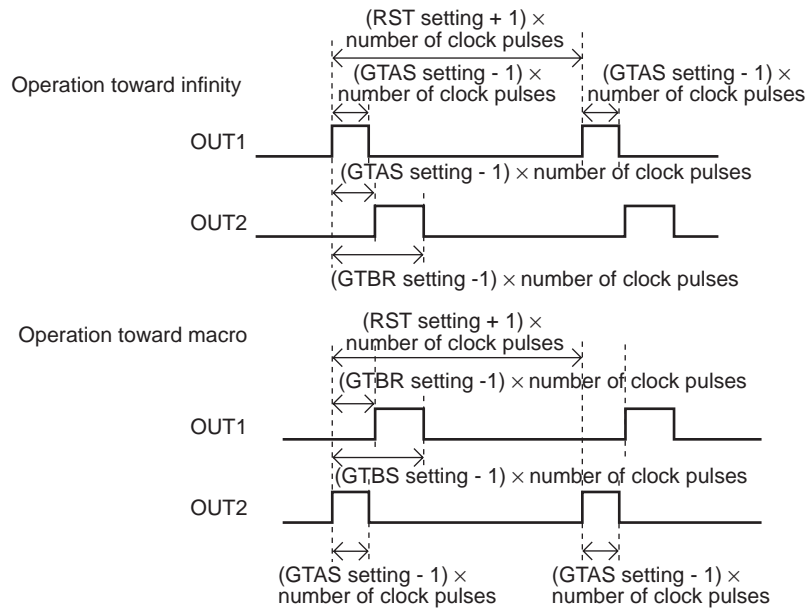 (RST setting + 1) ×
number of clock pulses
Operation toward infinity
(GTAS setting - 1) ×
number of clock pulses
(GTAS setting - 1) ×
number of clock pulses
OUT1
(GTAS setting - 1) × number of clock pulses
OUT2
(GTBR setting -1) × number of clock pulses
Operation toward macro
(RST setting + 1) ×
number of clock pulses
(GTBR setting -1) × number of clock pulses
OUT1
(GTBS setting - 1) × number of clock pulses
OUT2
(GTAS setting - 1) ×
number of clock pulses
(GTAS setting - 1) ×
number of clock pulses